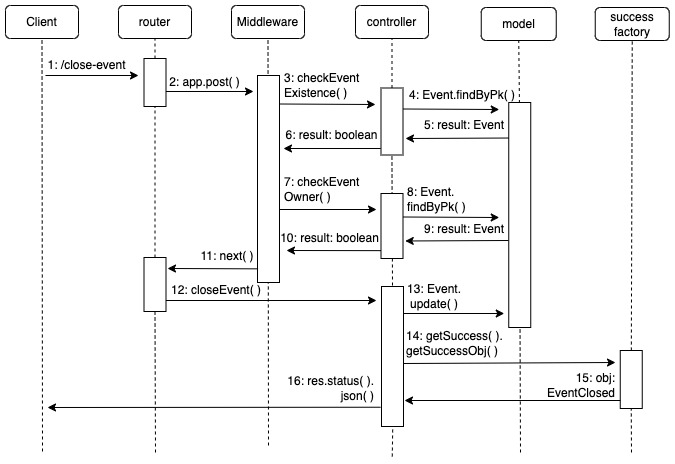 Client
router
Middleware
controller
model
success
factory
1: /close-event
2: app.post( )
3: checkEvent
Existence( )
4: Event.findByPk( )
5: result: Event
6: result: boolean
7: checkEvent
Owner( )
8: Event.
findByPk( )
9: result: Event
10: result: boolean
11: next( )
12: closeEvent( )
13: Event.
update( )
14: getSuccess( ).
getSuccessObj( )
15: obj:
EventClosed
16: res.status( ).
json( )